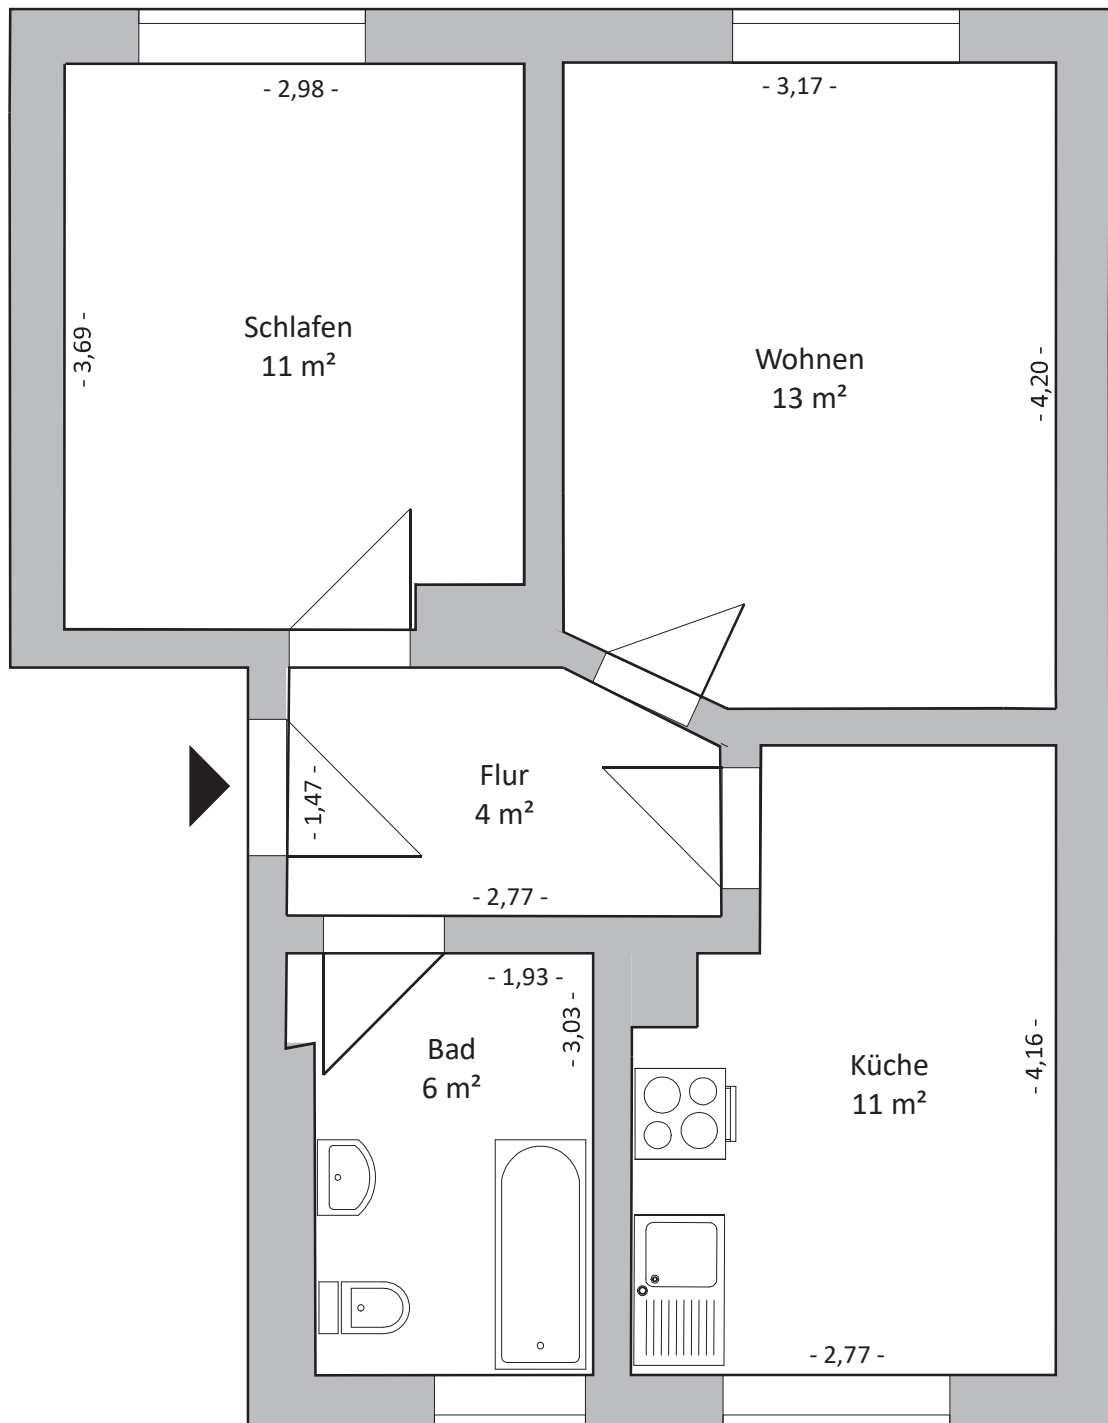 - 2,98 -
- 3,17 -
- 3,69 -
Schlafen
11 m²
Wohnen
13 m²
- 4,20 -
- 1,47 -
Flur
4 m²
- 2,77 -
- 1,93 -
- 3,03 -
Bad
6 m²
Küche
11 m²
- 4,16 -
- 2,77 -